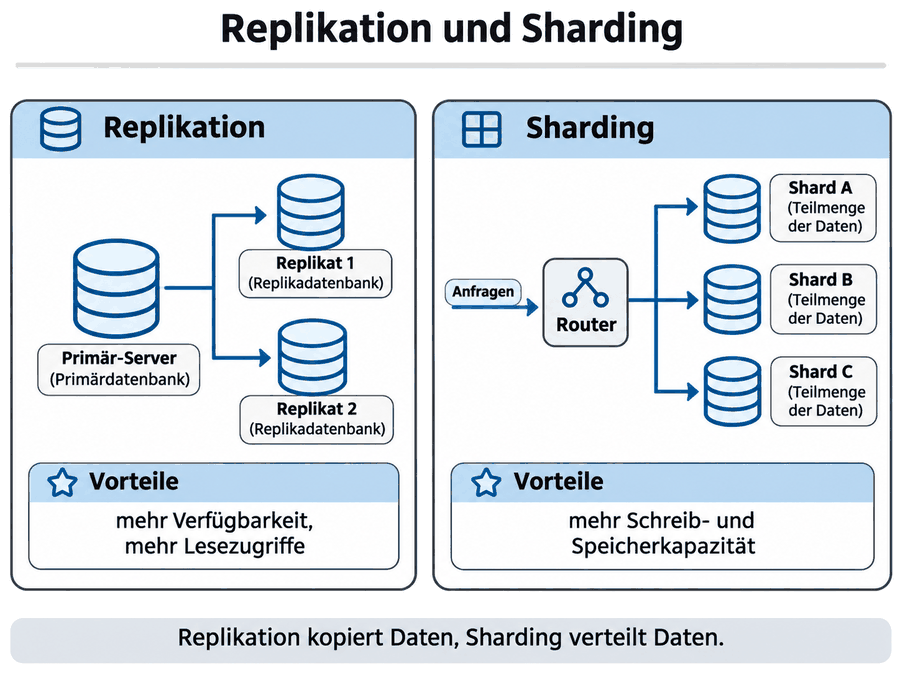 Replikation und Sharding
Replikation
Replikat 1
(Replikadatenbank)
Primär-Server
(Primärdatenbank)
Replikat 2
(Replikadatenbank)
Vorteile
mehr Verfügbarkeit,
mehr Lesezugriffe
Sharding
Anfragen
Router
Shard A
(Teilmenge
der Daten)
Shard B
(Teilmenge
der Daten)
Shard C
(Teilmenge
der Daten)
Vorteile
mehr Schreib- und
Speicherkapazität
Replikation kopiert Daten, Sharding verteilt Daten.